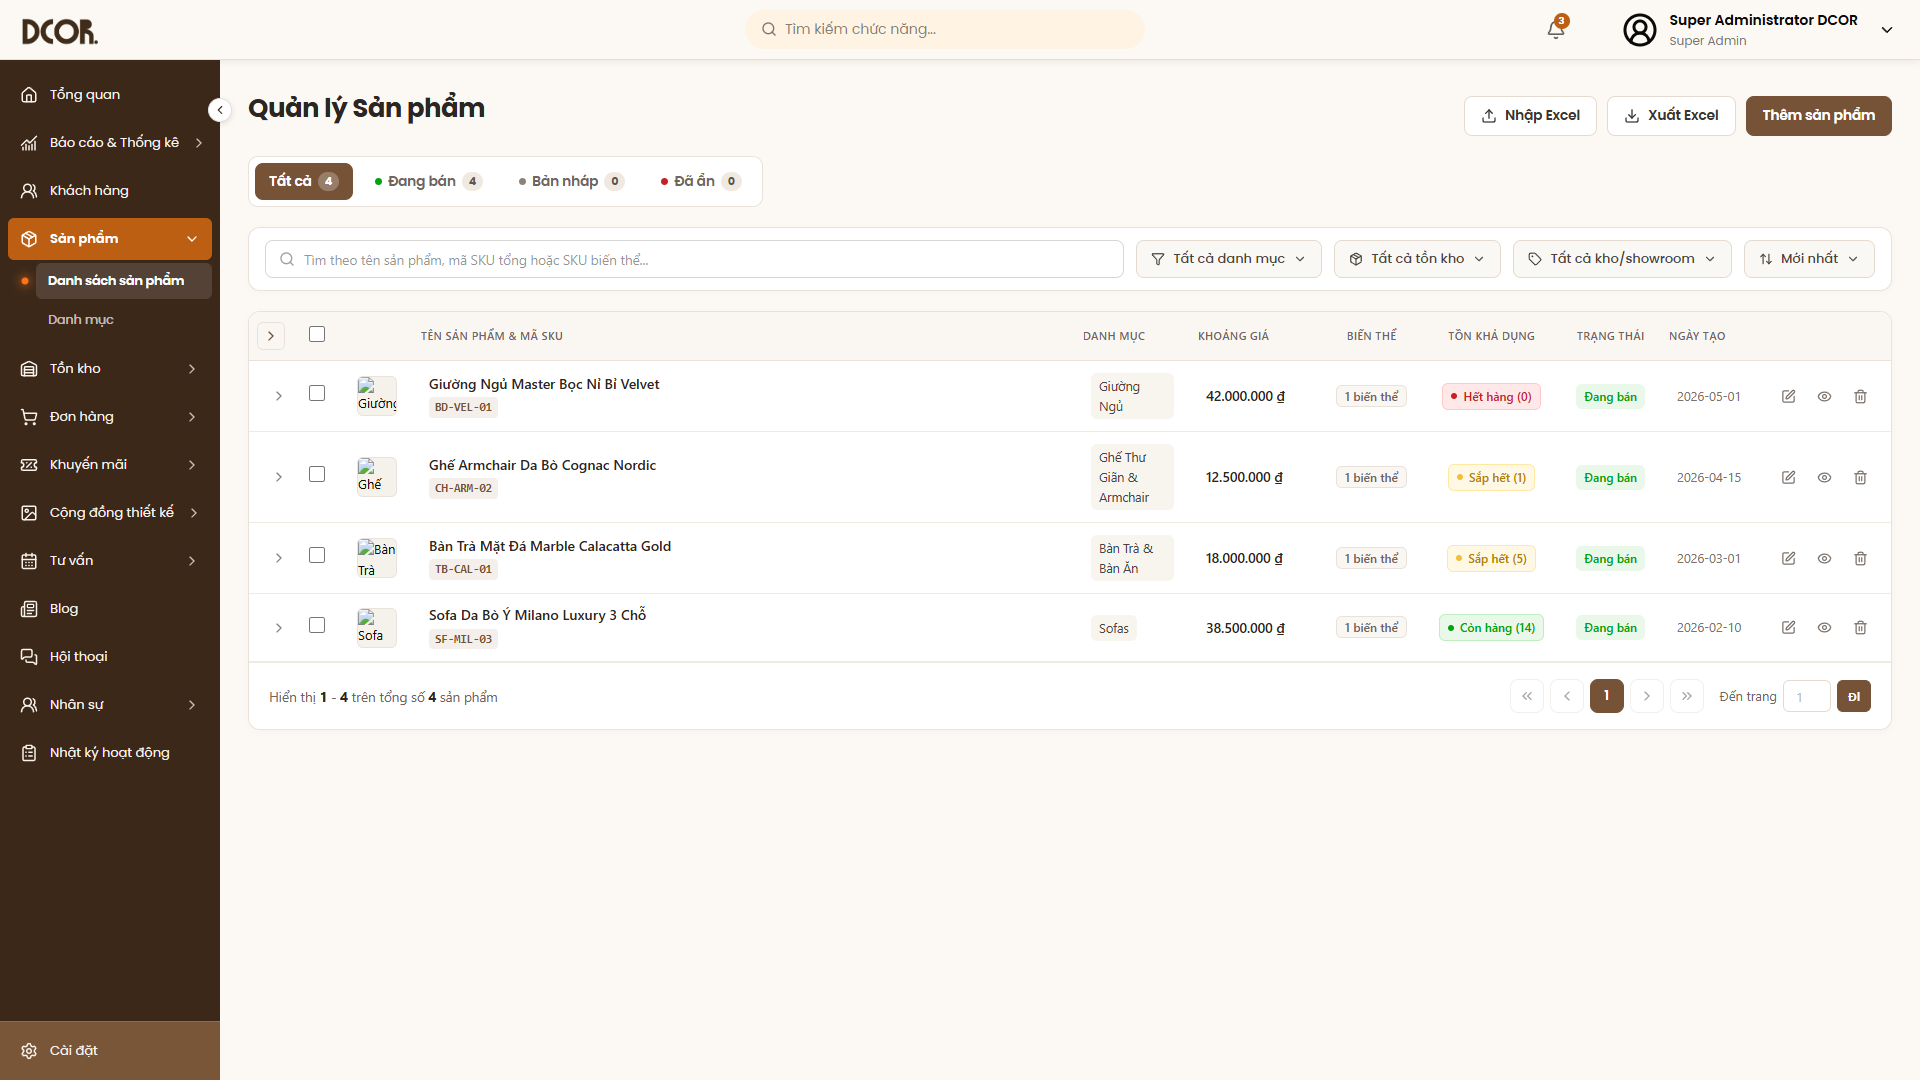 DCOR.
Tìm kiếm chức năng...
3
Super Administrator DCOR
Super Admin
Tổng quan
Báo cáo & Thống kê
Khách hàng
Sản phẩm
Danh sách sản phẩm
Danh mục
Tồn kho
Đơn hàng
Khuyến mãi
Cộng đồng thiết kế
Tư vấn
Blog
Hội thoại
Nhân sự
Nhật ký hoạt động
Cài đặt
Quản lý Sản phẩm
Nhập Excel
Xuất Excel
Thêm sản phẩm
Tất cả 4
Đang bán 4
Bản nháp 0
Đã ẩn 0
Tìm theo tên sản phẩm, mã SKU tổng hoặc SKU biến thể...
Tất cả danh mục
Tất cả tồn kho
Tất cả kho/showroom
Mới nhất
TÊN SẢN PHẨM & MÃ SKU
DANH MỤC
KHOẢNG GIÁ
BIẾN THỂ
TỒN KHẢ DỤNG
TRẠNG THÁI
NGÀY TẠO
Giường
Giường Ngủ Master Bọc Nỉ Bỉ Velvet
BD-VEL-01
Giường
Ngủ
42.000.000 ₫
1 biến thể
Hết hàng (0)
Đang bán
2026-05-01
Ghế
Ghế Armchair Da Bò Cognac Nordic
CH-ARM-02
Ghế Thư
Giãn &
Armchair
12.500.000 ₫
1 biến thể
Sắp hết (1)
Đang bán
2026-04-15
Bàn
Trà
Bàn Trà Mặt Đá Marble Calacatta Gold
TB-CAL-01
Bàn Trà &
Bàn Ăn
18.000.000 ₫
1 biến thể
Sắp hết (5)
Đang bán
2026-03-01
Sofa
Sofa Da Bò Ý Milano Luxury 3 Chỗ
SF-MIL-03
Sofas
38.500.000 ₫
1 biến thể
Còn hàng (14)
Đang bán
2026-02-10
Hiển thị 1 - 4 trên tổng số 4 sản phẩm
1
Đến trang
1
ĐI